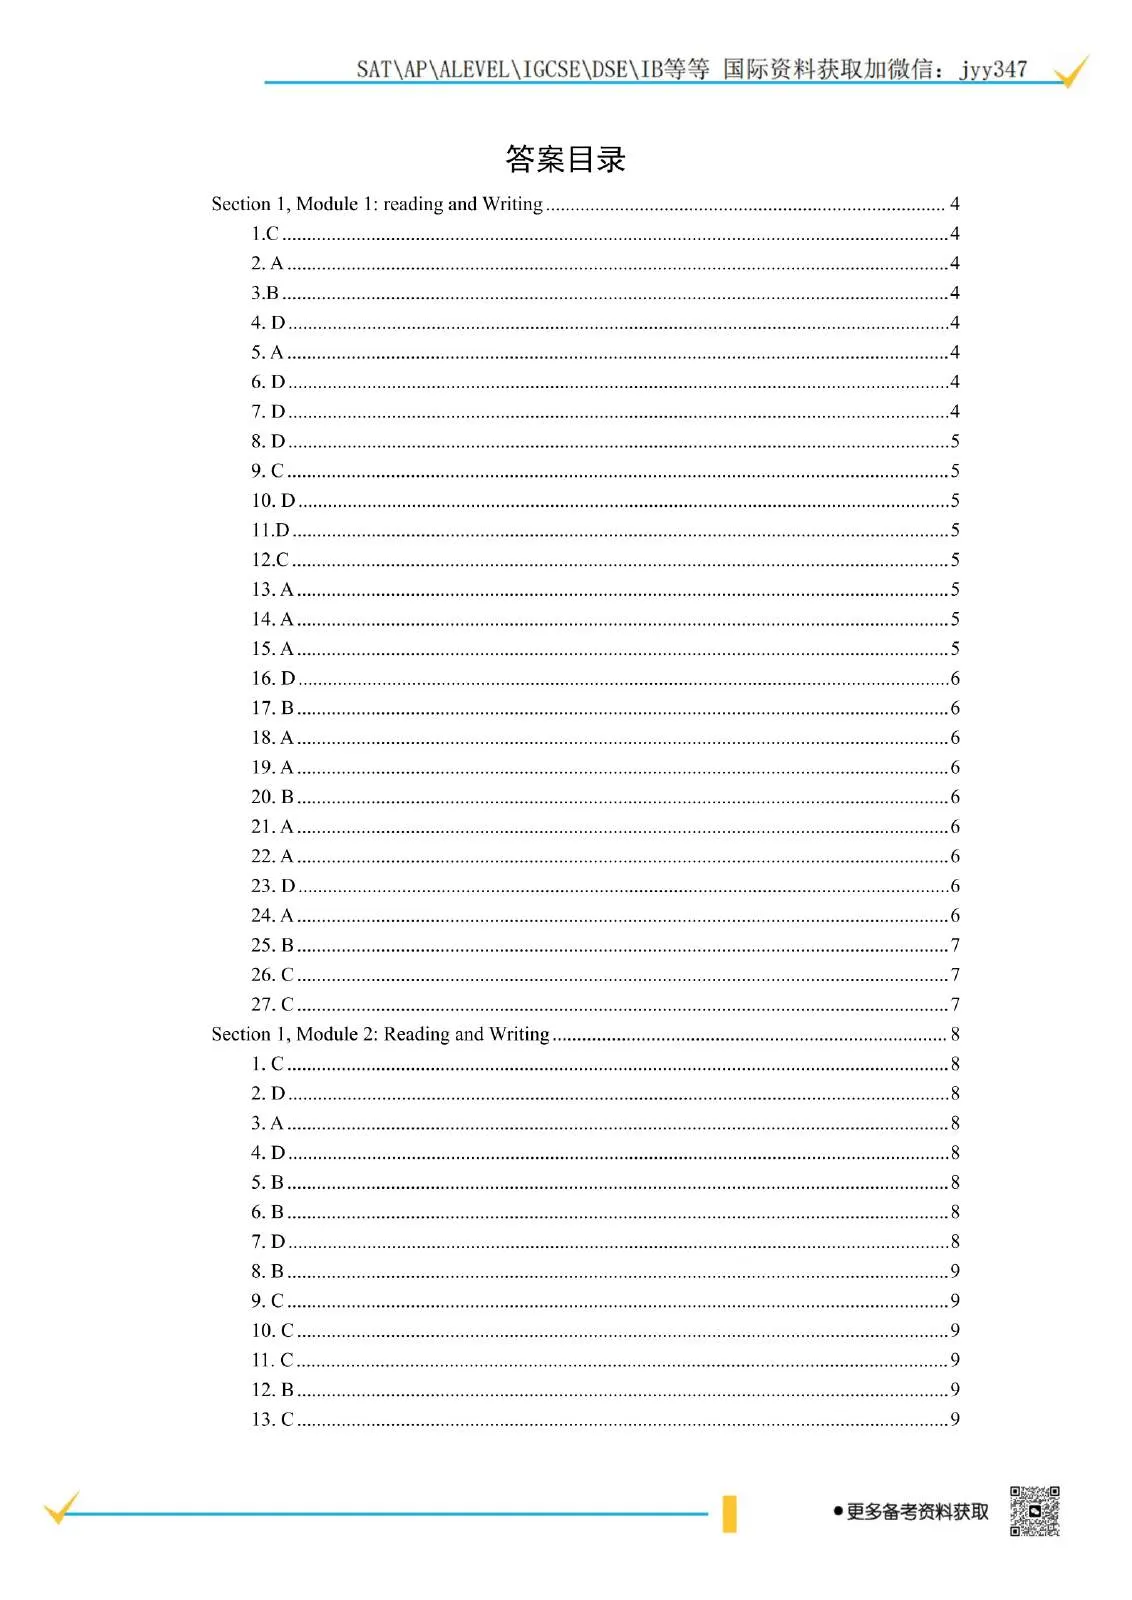 SAT\AP\ALEVEL\IGCSE\DSE\IB等等 国际资料获取加微信：jyy347
答案目录
Section 1, Module 1: reading and Writing 4
1.C 4
2. A 4
3.B 4
4. D 4
5. A 4
6. D 4
7. D 4
8. D 5
9. C 5
10. D 5
11.D 5
12.C 5
13. A 5
14. A 5
15. A 5
16. D 6
17. B 6
18. A 6
19. A 6
20. B 6
21. A 6
22. A 6
23. D 6
24. A 6
25. B 7
26. C 7
27. C 7
Section 1, Module 2: Reading and Writing 8
1. C 8
2. D 8
3. A 8
4. D 8
5. B 8
6. B 8
7. D 8
8. B 9
9. C 9
10. C 9
11. C 9
12. B 9
13. C 9
●更多备考资料获取